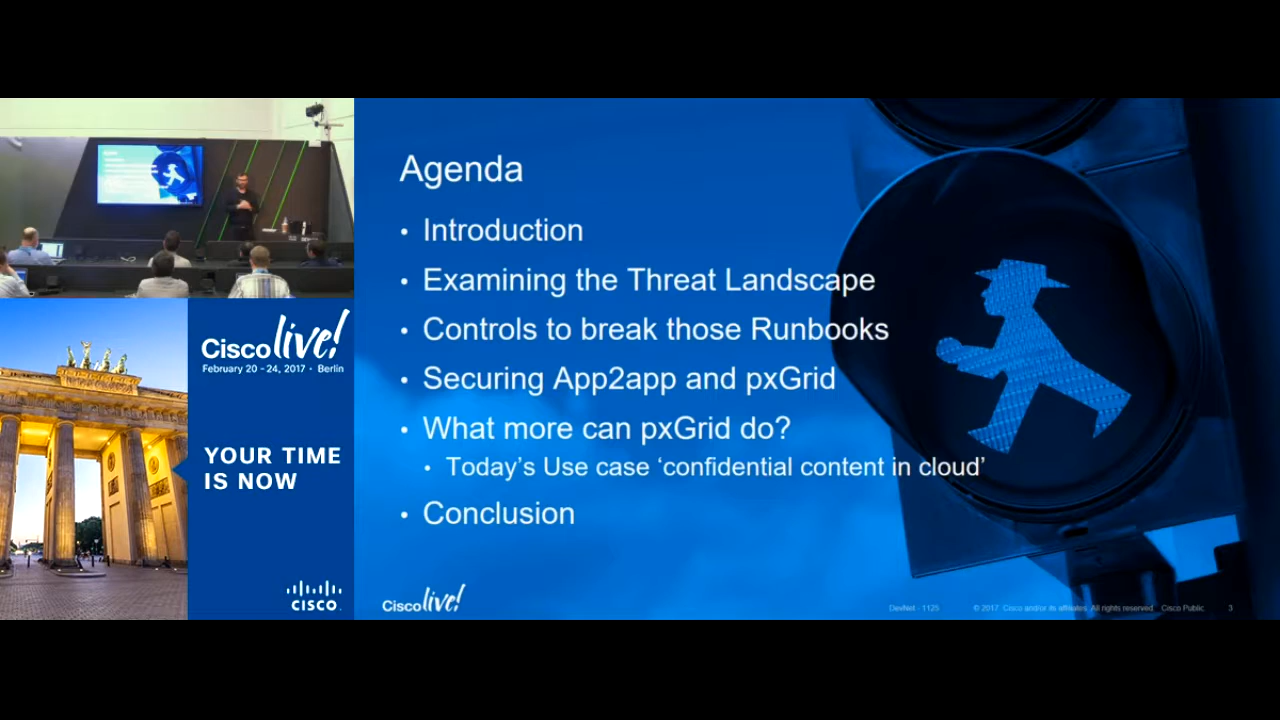 Agenda
• Introduction
• Examining the Threat Landscape
• Controls to break those Runbooks
• Securing App2app and pxGrid
• What more can pxGrid do?
• Today's Use case 'confidential content in cloud'
• Conclusion
Cisco live!
February 20 - 24, 2017 • Berlin
YOUR TIME
IS NOW
CISCO
Cisco live!
DevNet - 1125 © 2017 Cisco and/or its affiliates. All rights reserved. Cisco Public 3